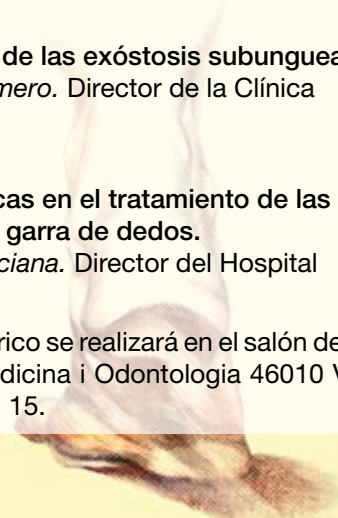 de las exóstosis subunguea
mero. Director de la Clínica
cas en el tratamiento de las
garra de dedos.
ciana. Director del Hospital
rico se realizará en el salón de
dicina i Odontologia 46010 V
15.